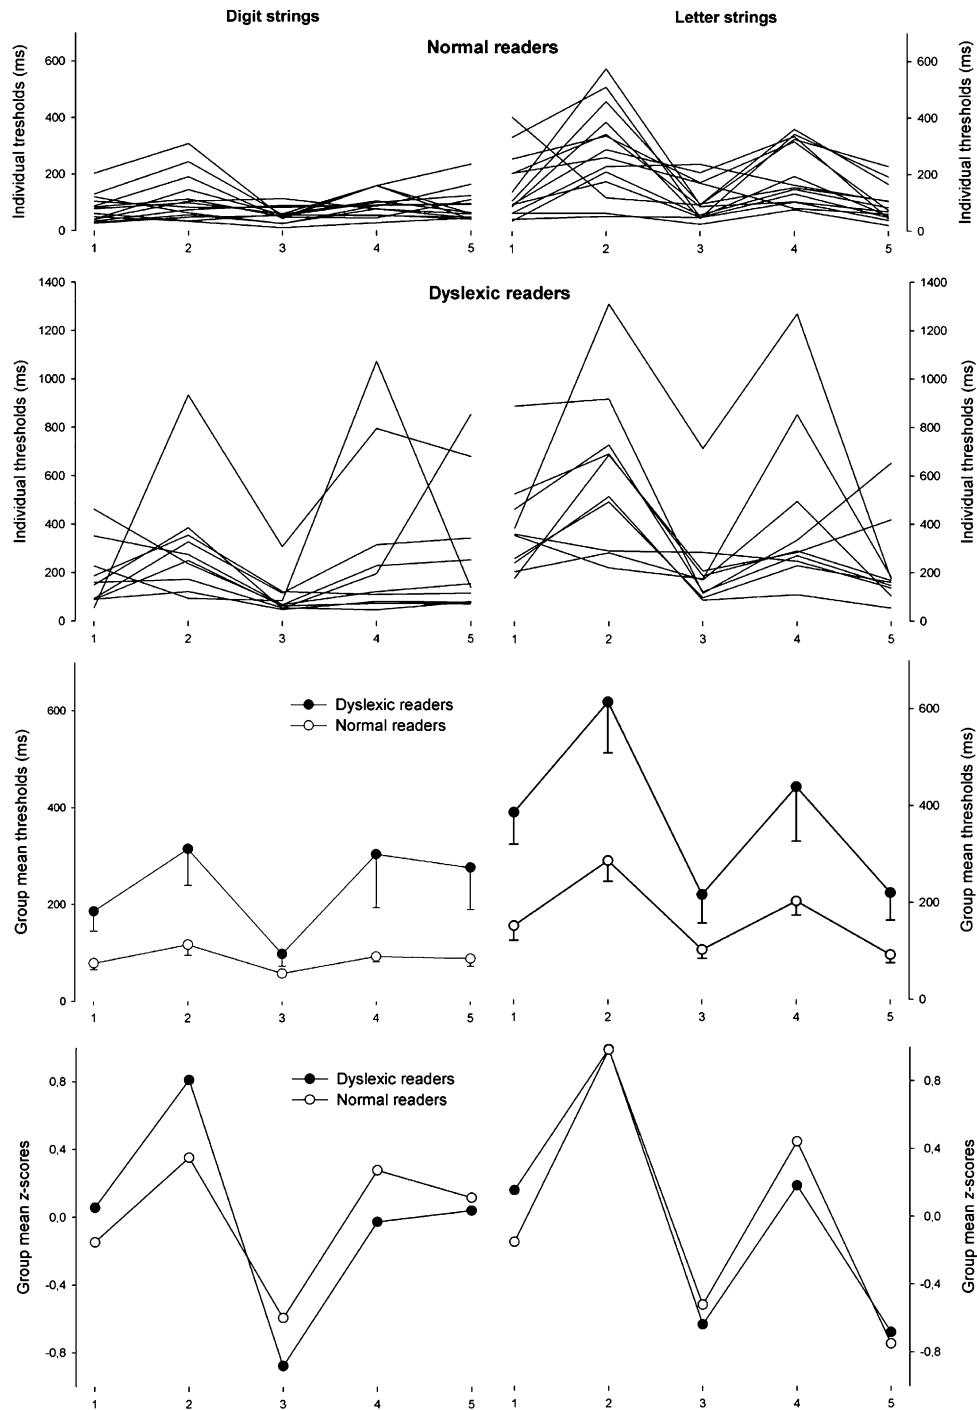 Digit strings
Letter strings
Normal readers
Individual tresholds (ms)
600
400
200
0
1 2 3 4 5
600
400
200
0
Individual thresholds (ms)
1 2 3 4 5
Dyslexic readers
Individual thresholds (ms)
1400
1200
1000
800
600
400
200
0
1 2 3 4 5
1400
1200
1000
800
600
400
200
0
Individual thresholds (ms)
1 2 3 4 5
Group mean thresholds (ms)
600
400
200
0
Dyslexic readers
Normal readers
1 2 3 4 5
600
400
200
0
Group mean thresholds (ms)
1 2 3 4 5
Group mean z-scores
0,8
0,4
0,0
-0,4
-0,8
Dyslexic readers
Normal readers
1 2 3 4 5
0,8
0,4
0,0
-0,4
-0,8
Group mean z-scores
1 2 3 4 5